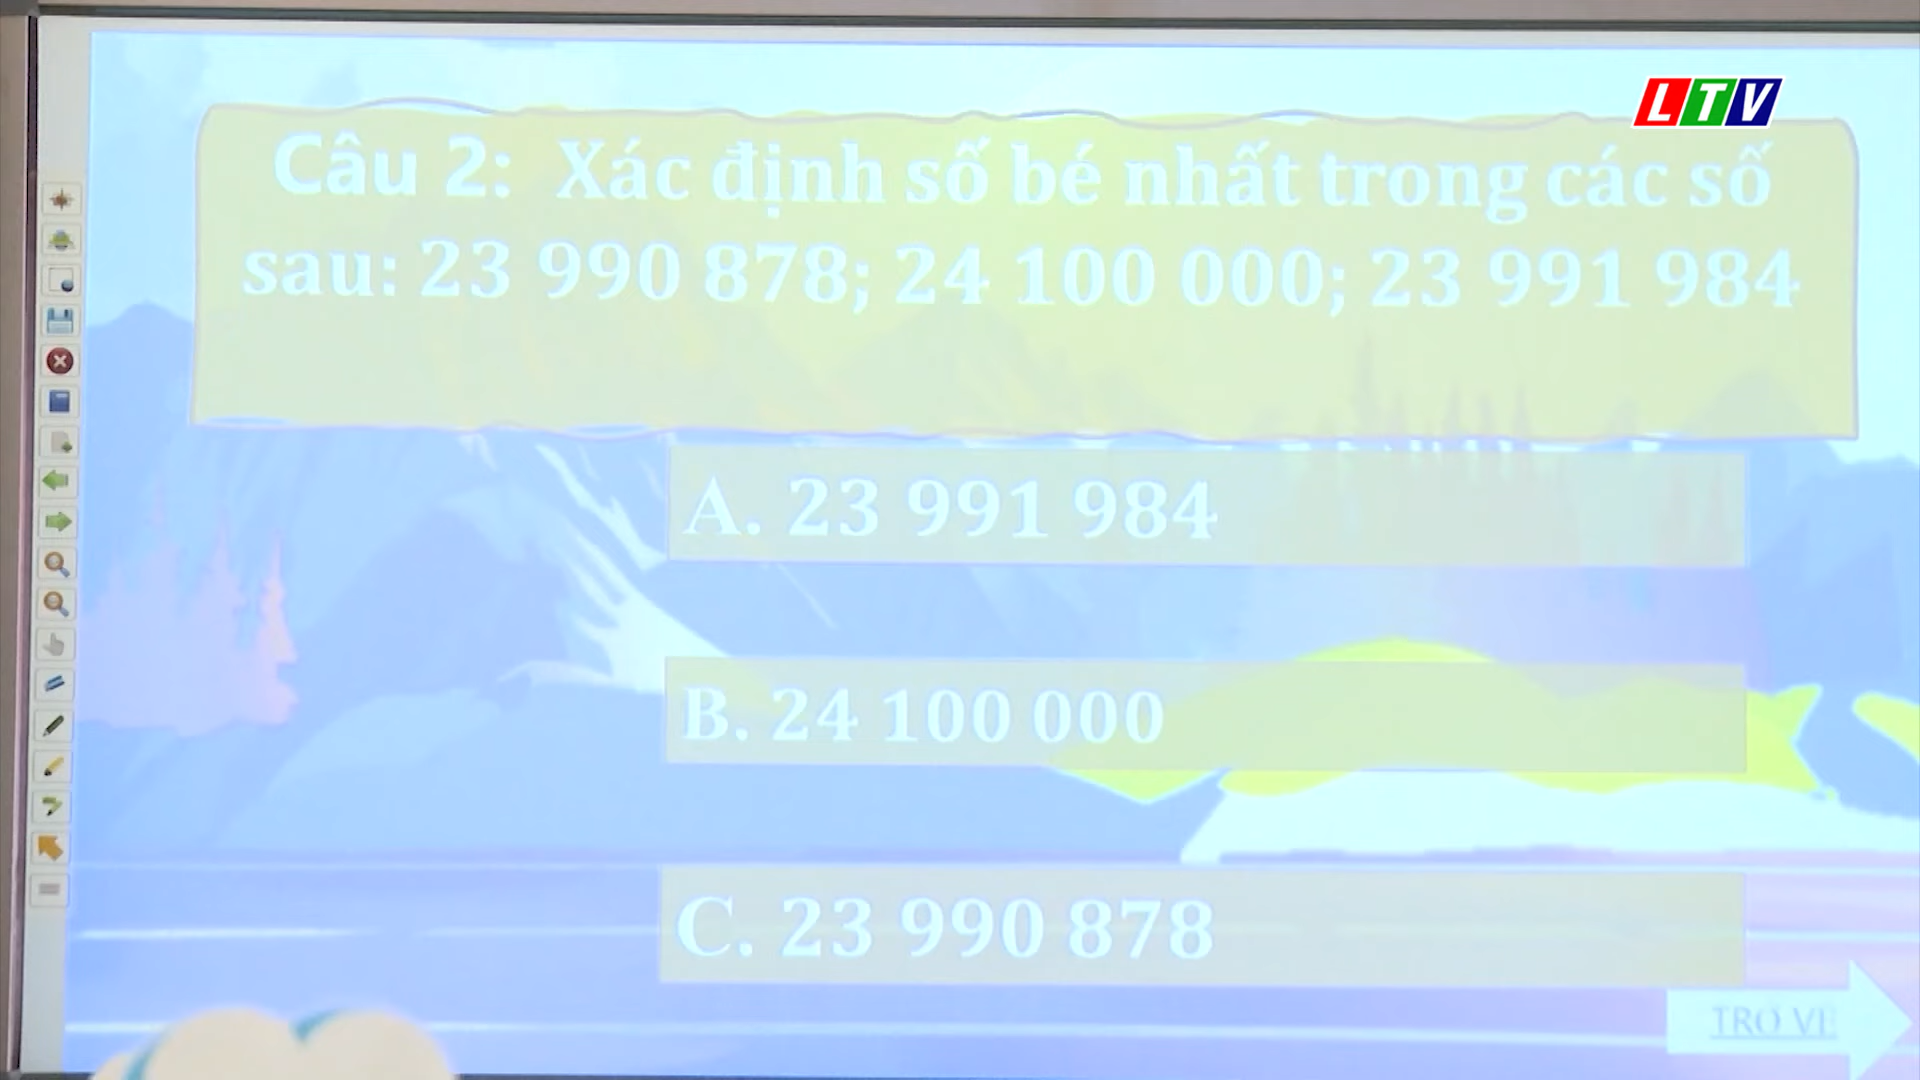 LTV
Câu 2: Xác định số bé nhất trong các số
sau: 23 990 878; 24 100 000; 23 991 984
A. 23 991 984
B. 24 100 000
C. 23 990 878
TRỞ VỀ